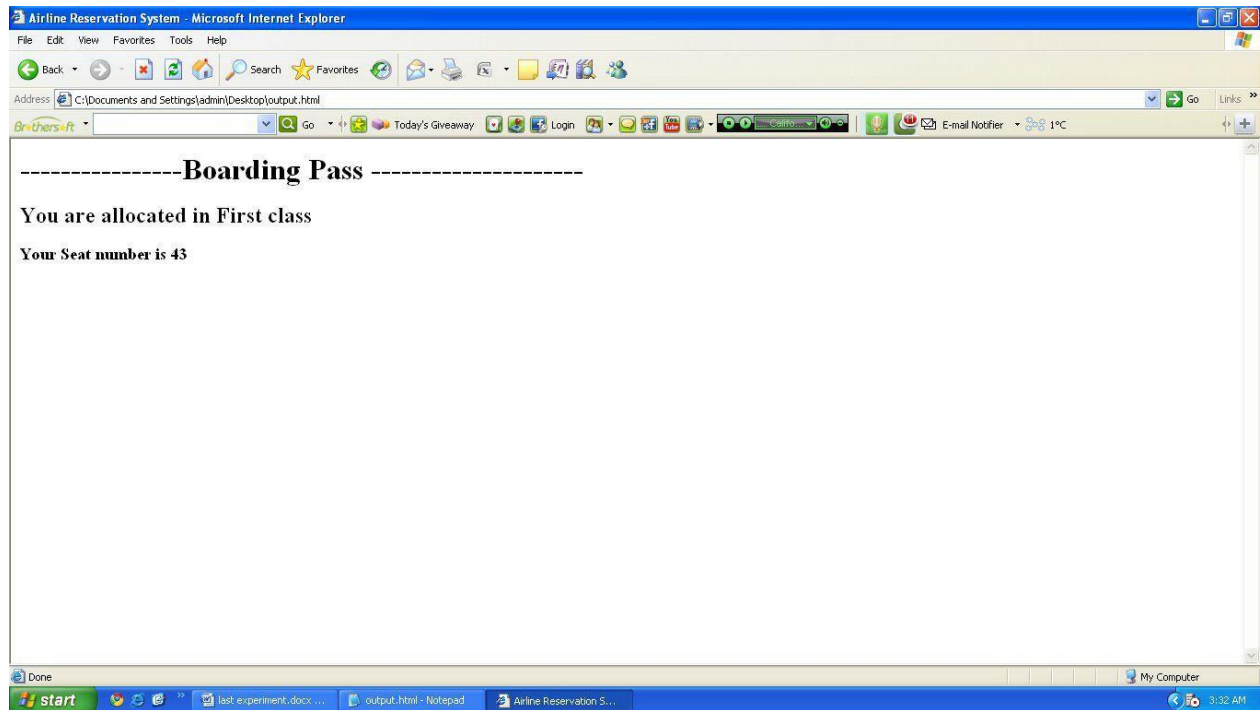 Airline Reservation System - Microsoft Internet Explorer
File Edit View Favorites Tools Help
Back Search Favorites
Address C:\Documents and Settings\admin\Desktop\output.html Go Links »
Brothersoft Go Today's Giveaway Login E-mail Notifier 1°C
----------------Boarding Pass ---------------------
You are allocated in First class
Your Seat number is 43
Done My Computer
start » last experiment.docx ... output.html - Notepad Airline Reservation S... 3:32 AM